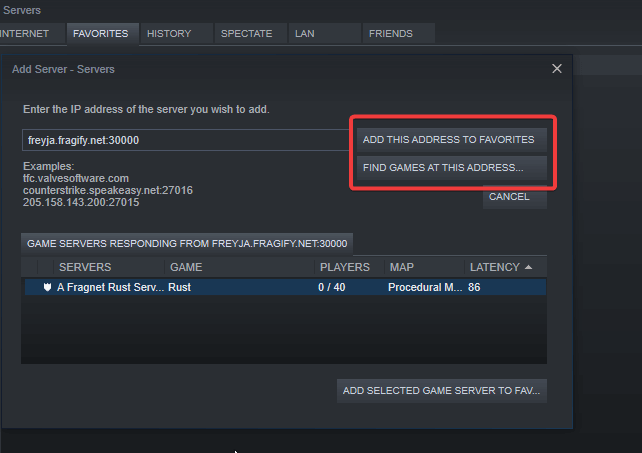 Servers
INTERNET FAVORITES HISTORY SPECTATE LAN FRIENDS
Add Server - Servers
Enter the IP address of the server you wish to add.
freyja.fragify.net:30000
ADD THIS ADDRESS TO FAVORITES
FIND GAMES AT THIS ADDRESS...
CANCEL
Examples:
tfc.valvesoftware.com
counterstrike.speakeasy.net:27016
205.158.143.200:27015
GAME SERVERS RESPONDING FROM FREYJA.FRAGIFY.NET:30000
SERVERS GAME PLAYERS MAP LATENCY
A Fragnet Rust Serv... Rust 0 / 40 Procedural M... 86
ADD SELECTED GAME SERVER TO FAV...